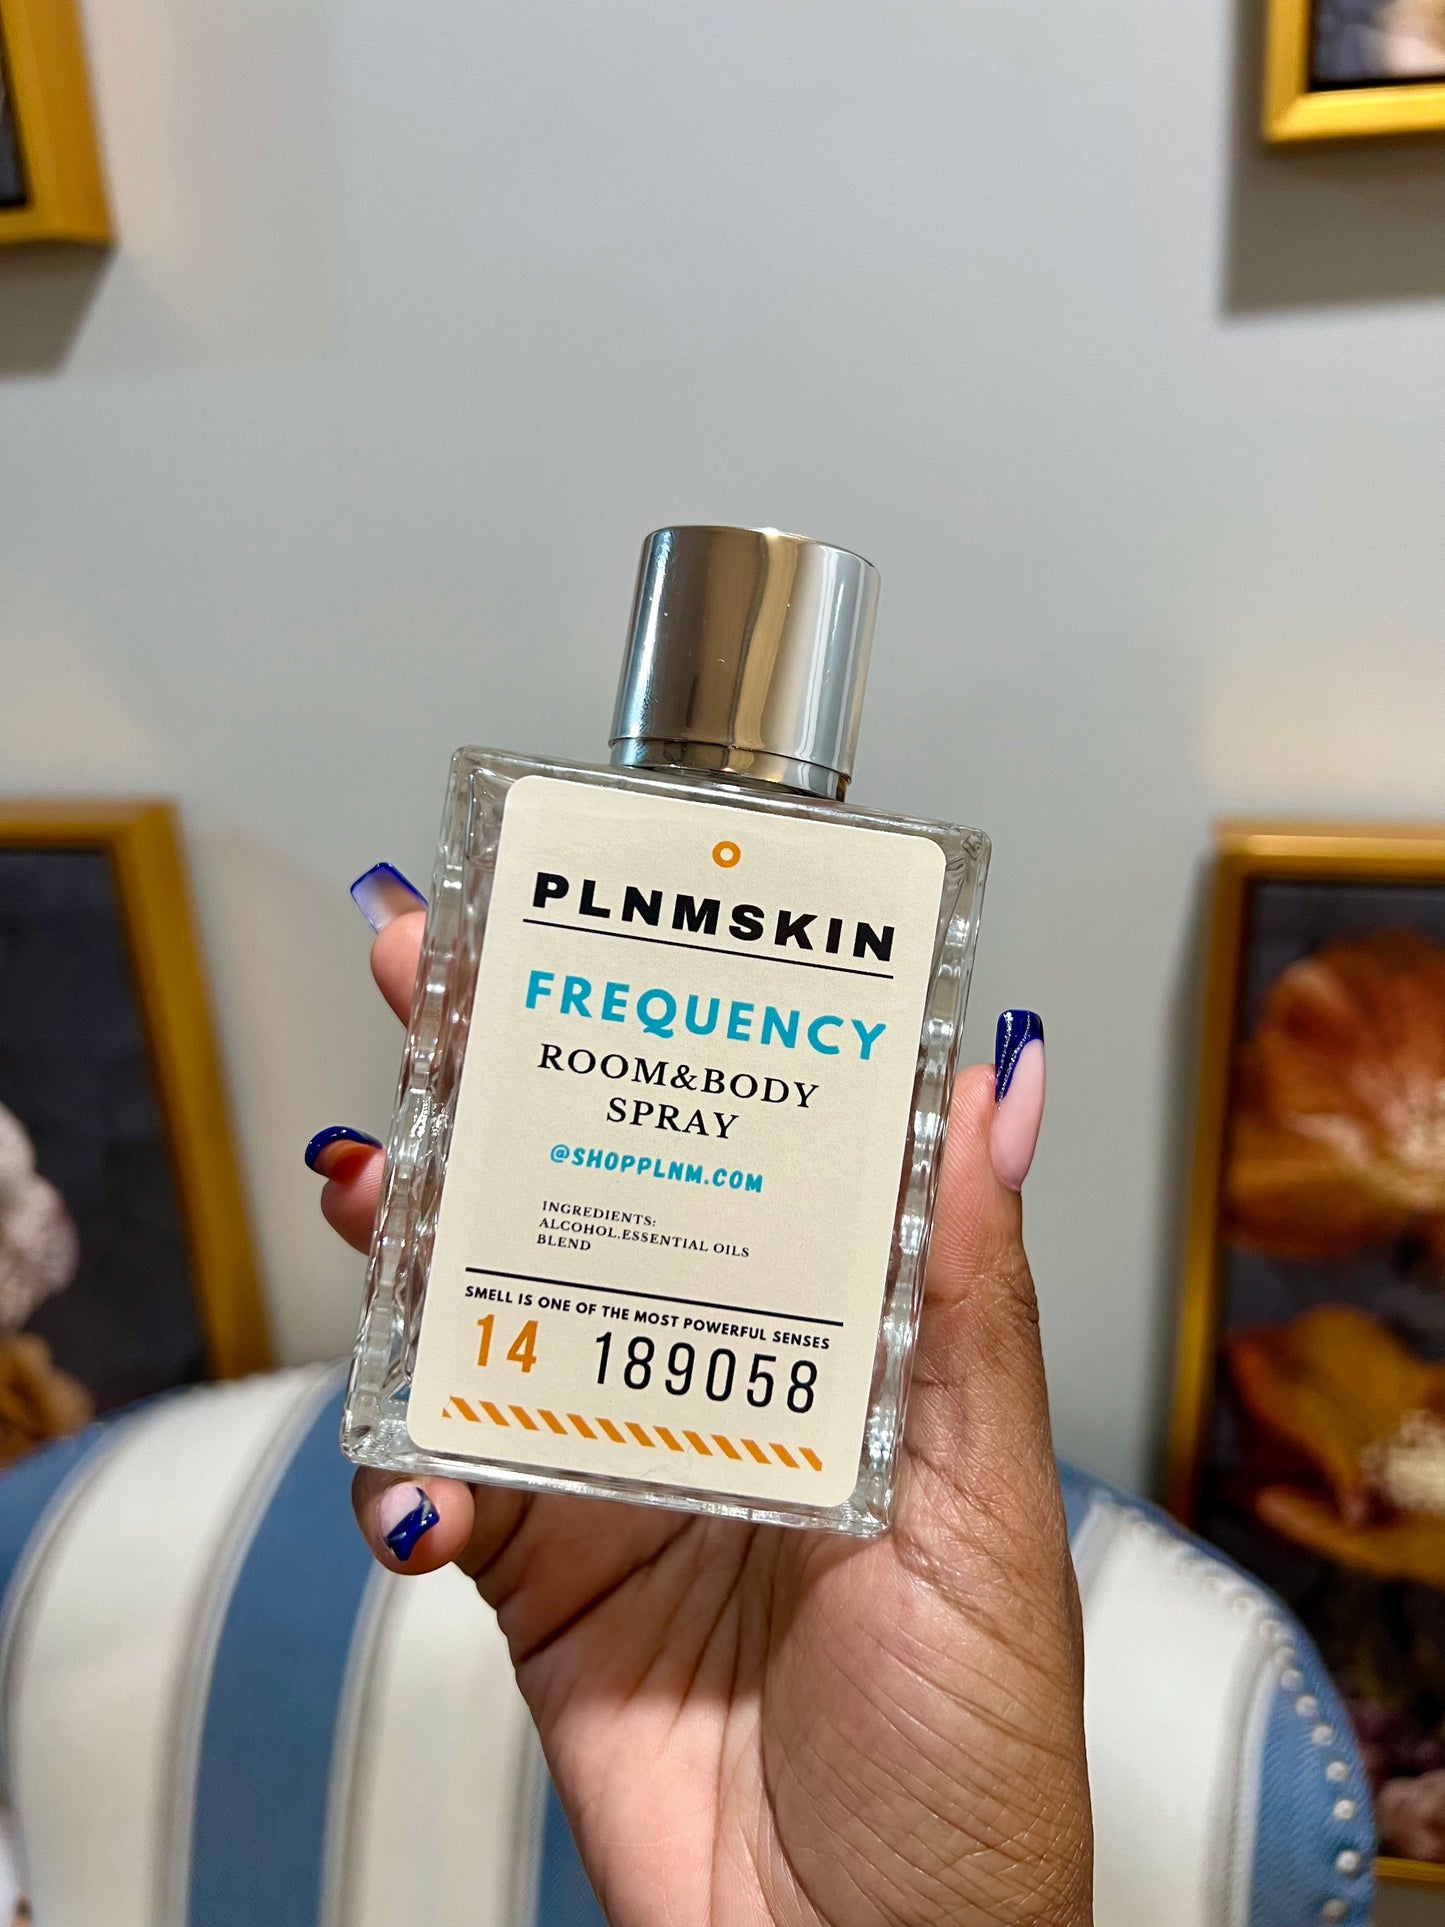 PLNMSKIN
FREQUENCY
ROOM&BODY
SPRAY
@SHOPPLNM.COM
INGREDIENTS:
ALCOHOL,ESSENTIAL OILS
BLEND
SMELL IS ONE OF THE MOST POWERFUL SENSES
14 189058